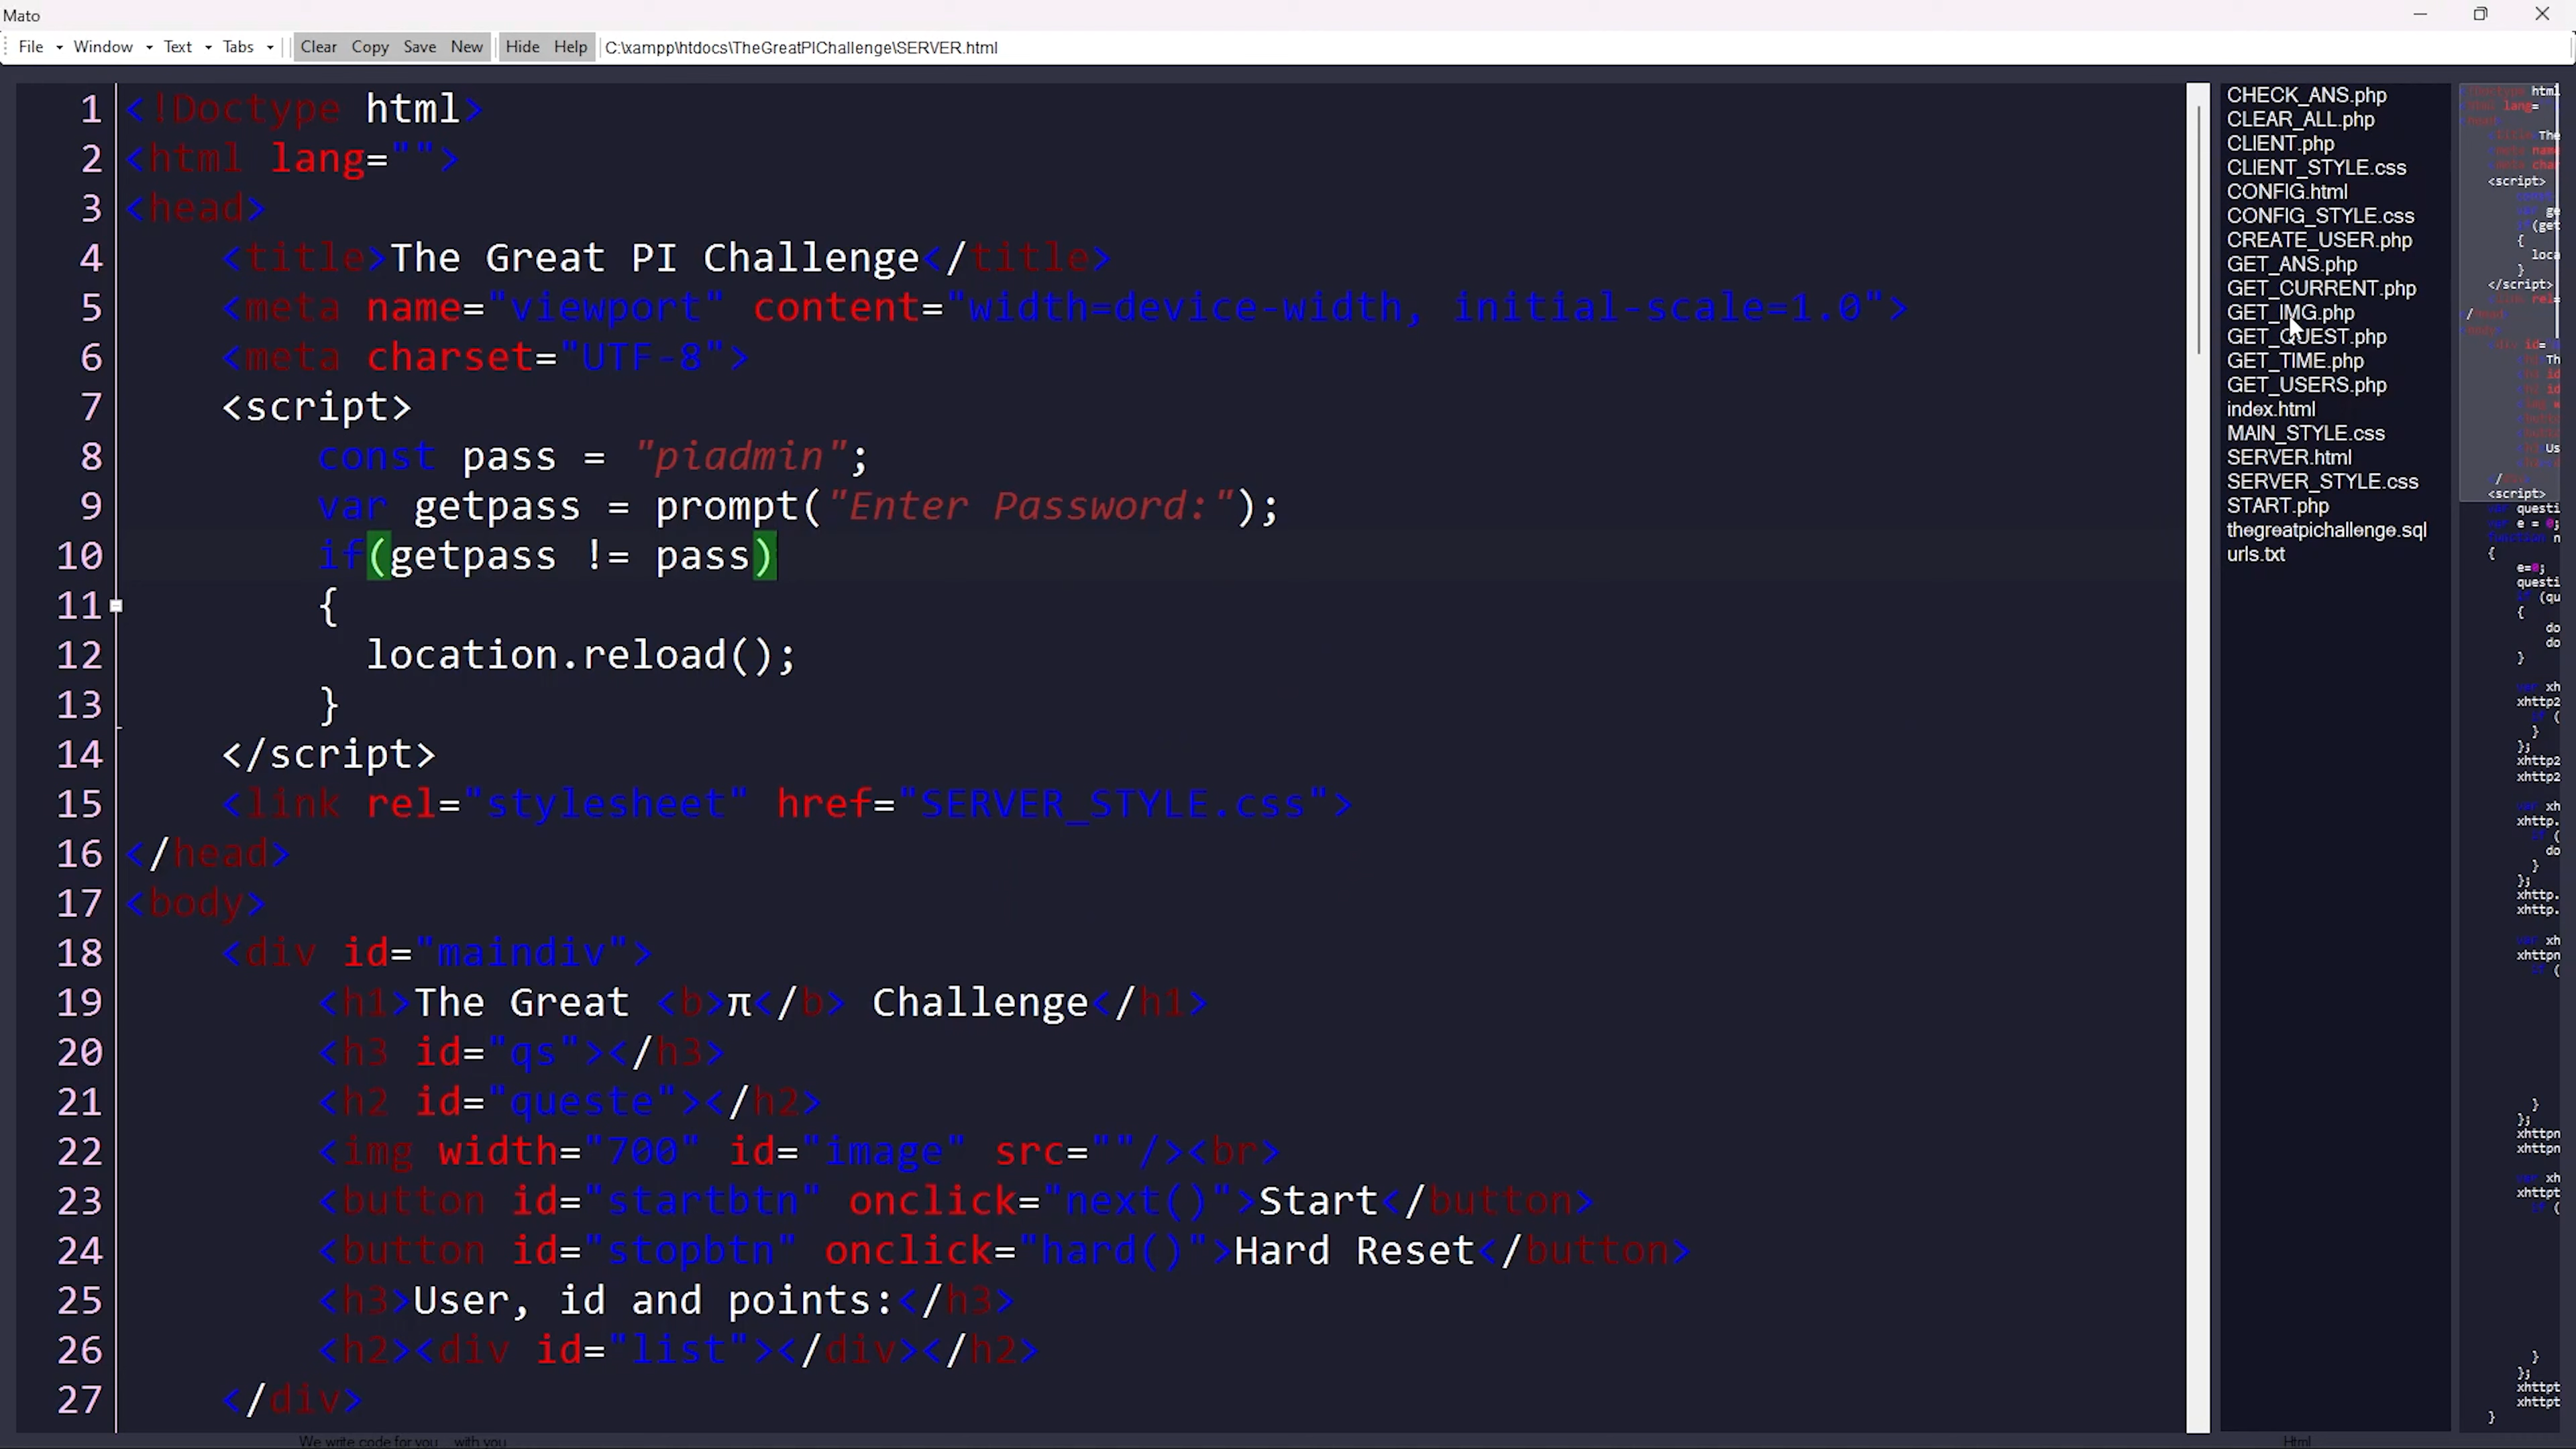 Mato
File Window Text Tabs Clear Copy Save New Hide Help C:\xampp\htdocs\TheGreatPIChallenge\SERVER.html
1 <!Doctype html>
2 <html lang="">
3 <head>
4 <title>The Great PI Challenge</title>
5 <meta name="viewport" content="width=device-width, initial-scale=1.0">
6 <meta charset="UTF-8">
7 <script>
8 const pass = "piadmin";
9 var getpass = prompt("Enter Password:");
10 if(getpass != pass)
11 {
12 location.reload();
13 }
14 </script>
15 <link rel="stylesheet" href="SERVER_STYLE.css">
16 </head>
17 <body>
18 <div id="maindiv">
19 <h1>The Great <b>π</b> Challenge</h1>
20 <h3 id="qs"></h3>
21 <h2 id="queste"></h2>
22 <img width="700" id="image" src=""/><br>
23 <button id="startbtn" onclick="next()">Start</button>
24 <button id="stopbtn" onclick="hard()">Hard Reset</button>
25 <h3>User, id and points:</h3>
26 <h2><div id="list"></div></h2>
27 </div>
CHECK_ANS.php
CLEAR_ALL.php
CLIENT.php
CLIENT_STYLE.css
CONFIG.html
CONFIG_STYLE.css
CREATE_USER.php
GET_ANS.php
GET_CURRENT.php
GET_IMG.php
GET_QUEST.php
GET_TIME.php
GET_USERS.php
index.html
MAIN_STYLE.css
SERVER.html
SERVER_STYLE.css
START.php
thegreatpichallenge.sql
urls.txt
We write code for you with you
Html